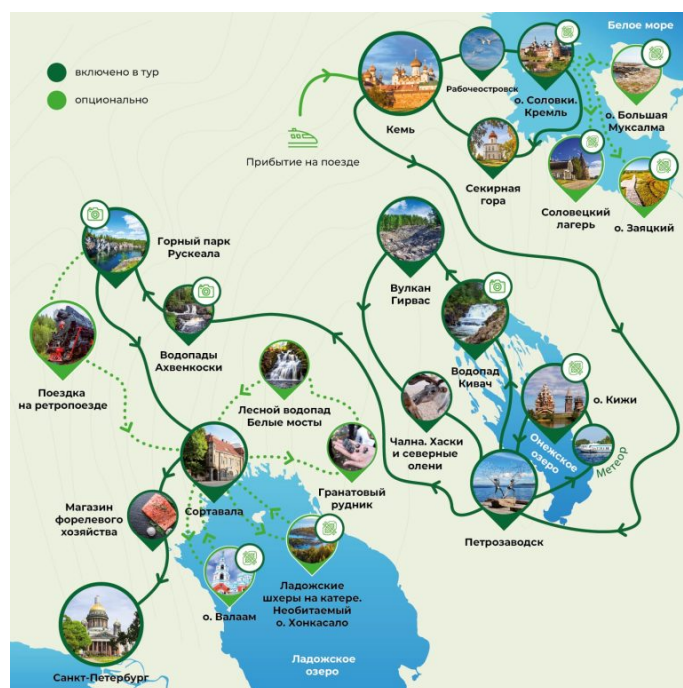 Белое море
включено в тур
опционально
Прибытие на поезде
Кемь
Рабочеостровск
о. Соловки.
Кремль
о. Большая
Муксалма
Секирная
гора
Соловецкий
лагерь
о. Заяцкий
Горный парк
Рускеала
Вулкан
Гирвас
Водопады
Ахвенкоски
Водопад
Кивач
о. Кижи
Поездка
на ретропоезде
Лесной водопад
Белые мосты
Чална. Хаски
и северные
олени
Онежское
озеро
Метеор
Гранатовый
рудник
Магазин
форелевого
хозяйства
Сортавала
Петрозаводск
о. Валаам
Ладожские
шхеры на катере.
Необитаемый
о. Хонкасало
Ладожское
озеро
Санкт-Петербург